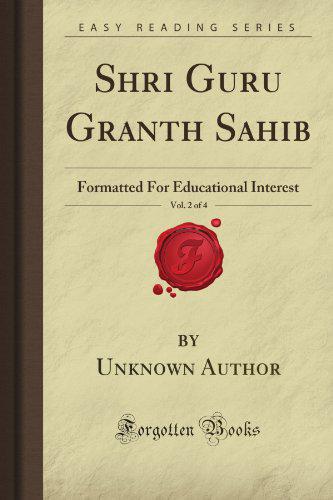 EASY READING SERIES
SHRI GURU
GRANTH SAHIB
Formatted For Educational Interest
Vol. 2 of 4
F
by
UNKNOWN AUTHOR
Forgotten Books